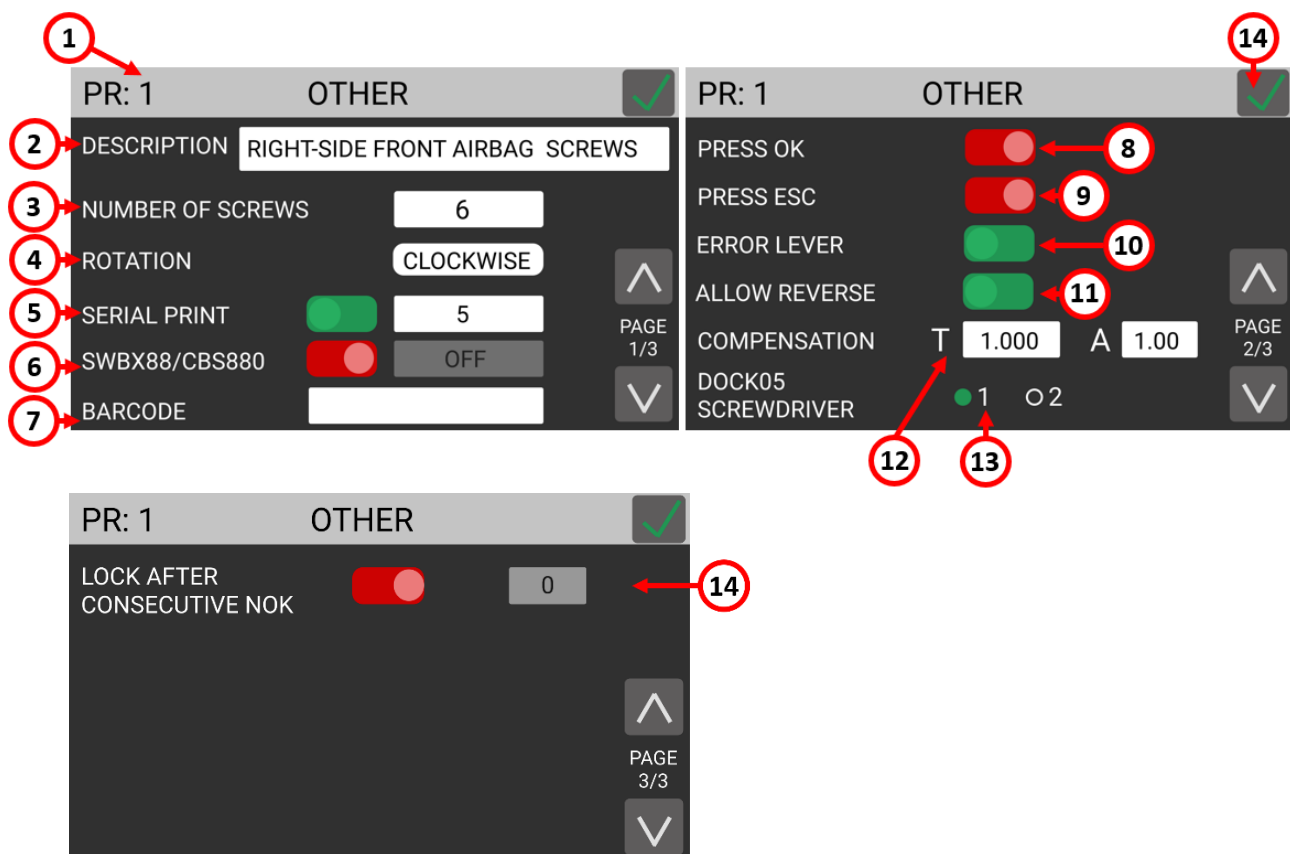 1
PR: 1 OTHER
2 DESCRIPTION RIGHT-SIDE FRONT AIRBAG SCREWS
3 NUMBER OF SCREWS 6
4 ROTATION CLOCKWISE
5 SERIAL PRINT 5
6 SWBX88/CBS880 OFF
7 BARCODE
PAGE
1/3
14
PR: 1 OTHER
PRESS OK 8
PRESS ESC 9
ERROR LEVER 10
ALLOW REVERSE 11
COMPENSATION T 1.000 A 1.00
DOCK05
SCREWDRIVER 1 2
PAGE
2/3
12 13
PR: 1 OTHER
LOCK AFTER
CONSECUTIVE NOK 0 14
PAGE
3/3